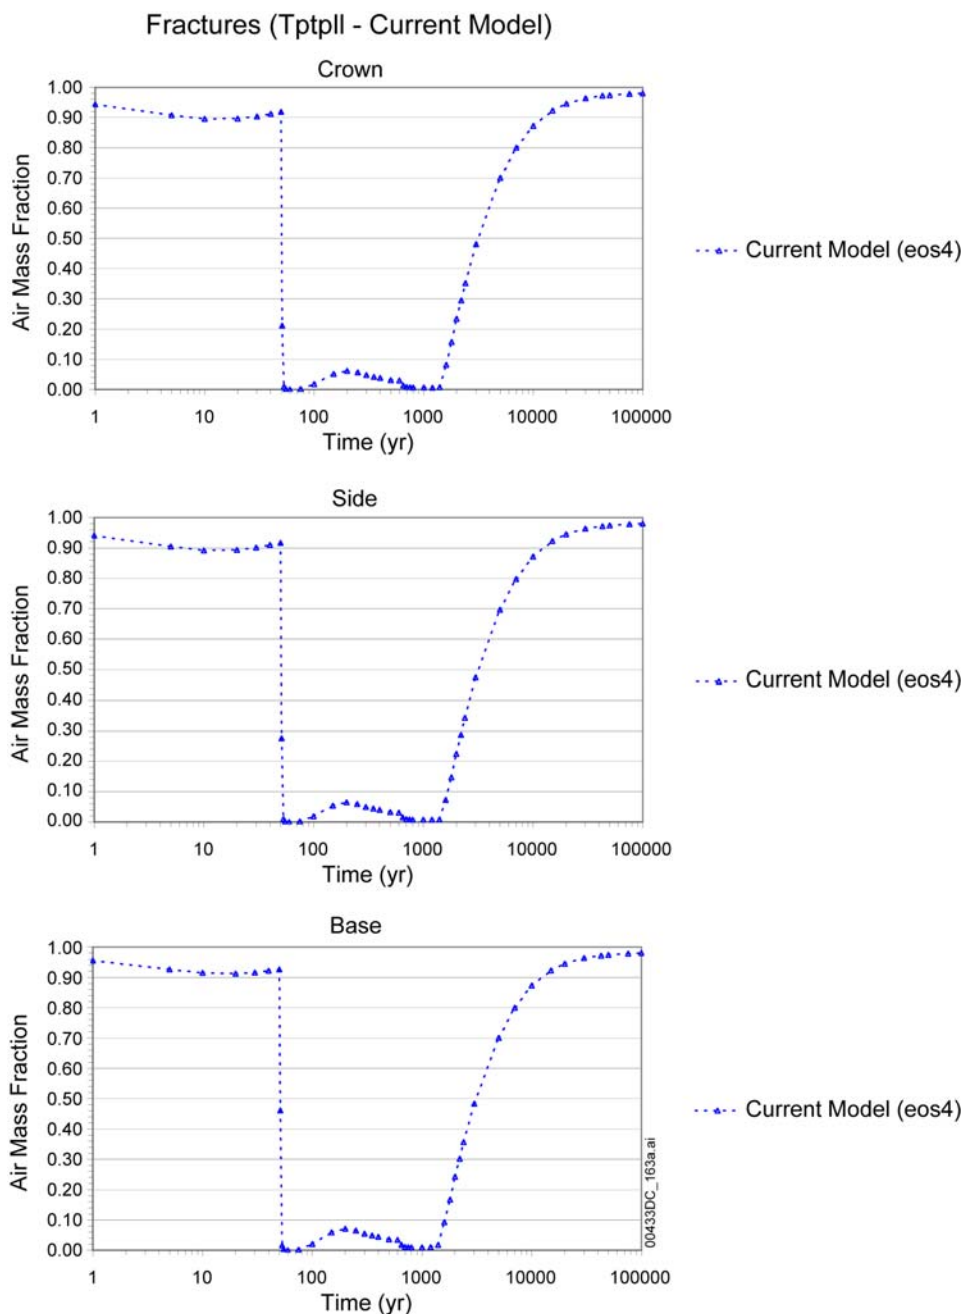 Fractures (Tptpll - Current Model)
Crown
1.00
0.90
0.80
0.70
0.60
0.50
0.40
0.30
0.20
0.10
0.00
Air Mass Fraction
1 10 100 1000 10000 100000
Time (yr)
Current Model (eos4)
Side
1.00
0.90
0.80
0.70
0.60
0.50
0.40
0.30
0.20
0.10
0.00
Air Mass Fraction
1 10 100 1000 10000 100000
Time (yr)
Current Model (eos4)
Base
1.00
0.90
0.80
0.70
0.60
0.50
0.40
0.30
0.20
0.10
0.00
Air Mass Fraction
1 10 100 1000 10000 100000
Time (yr)
Current Model (eos4)
00433DC_163a.ai